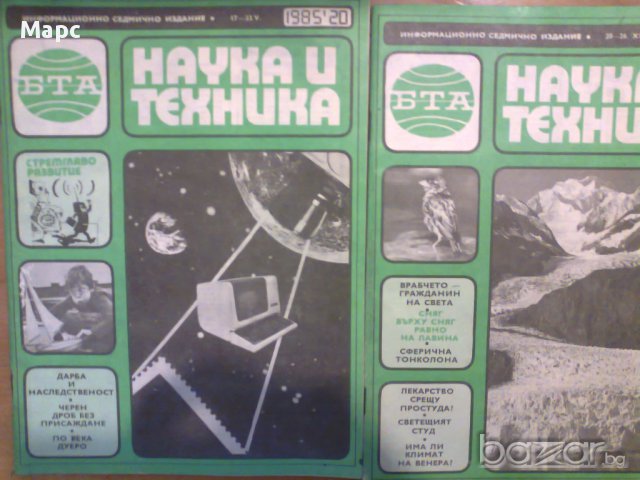 Марс
ИНФОРМАЦИОННО СЕДМИЧНО ИЗДАНИЕ • 17—23 V.
1985'20
БТА
НАУКА И
ТЕХНИКА
СТРЕМГЛАВО
РАЗВИТИЕ
ДАРБА
И
НАСЛЕДСТВЕНОСТ
•
ЧЕРЕН
ДРОБ БЕЗ
ПРИСАЖДАНЕ
•
ПО ВЕКА
ДУЕРО
ИНФОРМАЦИОННО СЕДМИЧНО ИЗДАНИЕ • 20—26
БТА
НАУКА
ТЕХНИ
ВРАБЧЕТО —
ГРАЖДАНИН
НА СВЕТА
СНЯГ
ВЪРХУ СНЯГ
РАВНО
НА ЛАВИНА
•
СФЕРИЧНА
ТОНКОЛОНА
ЛЕКАРСТВО
СРЕЩУ
ПРОСТУДА?
•
СВЕТЕЩИЯТ
СТУД
•
ИМА ЛИ
КЛИМАТ
НА ВЕНЕРА?
bazar.bg